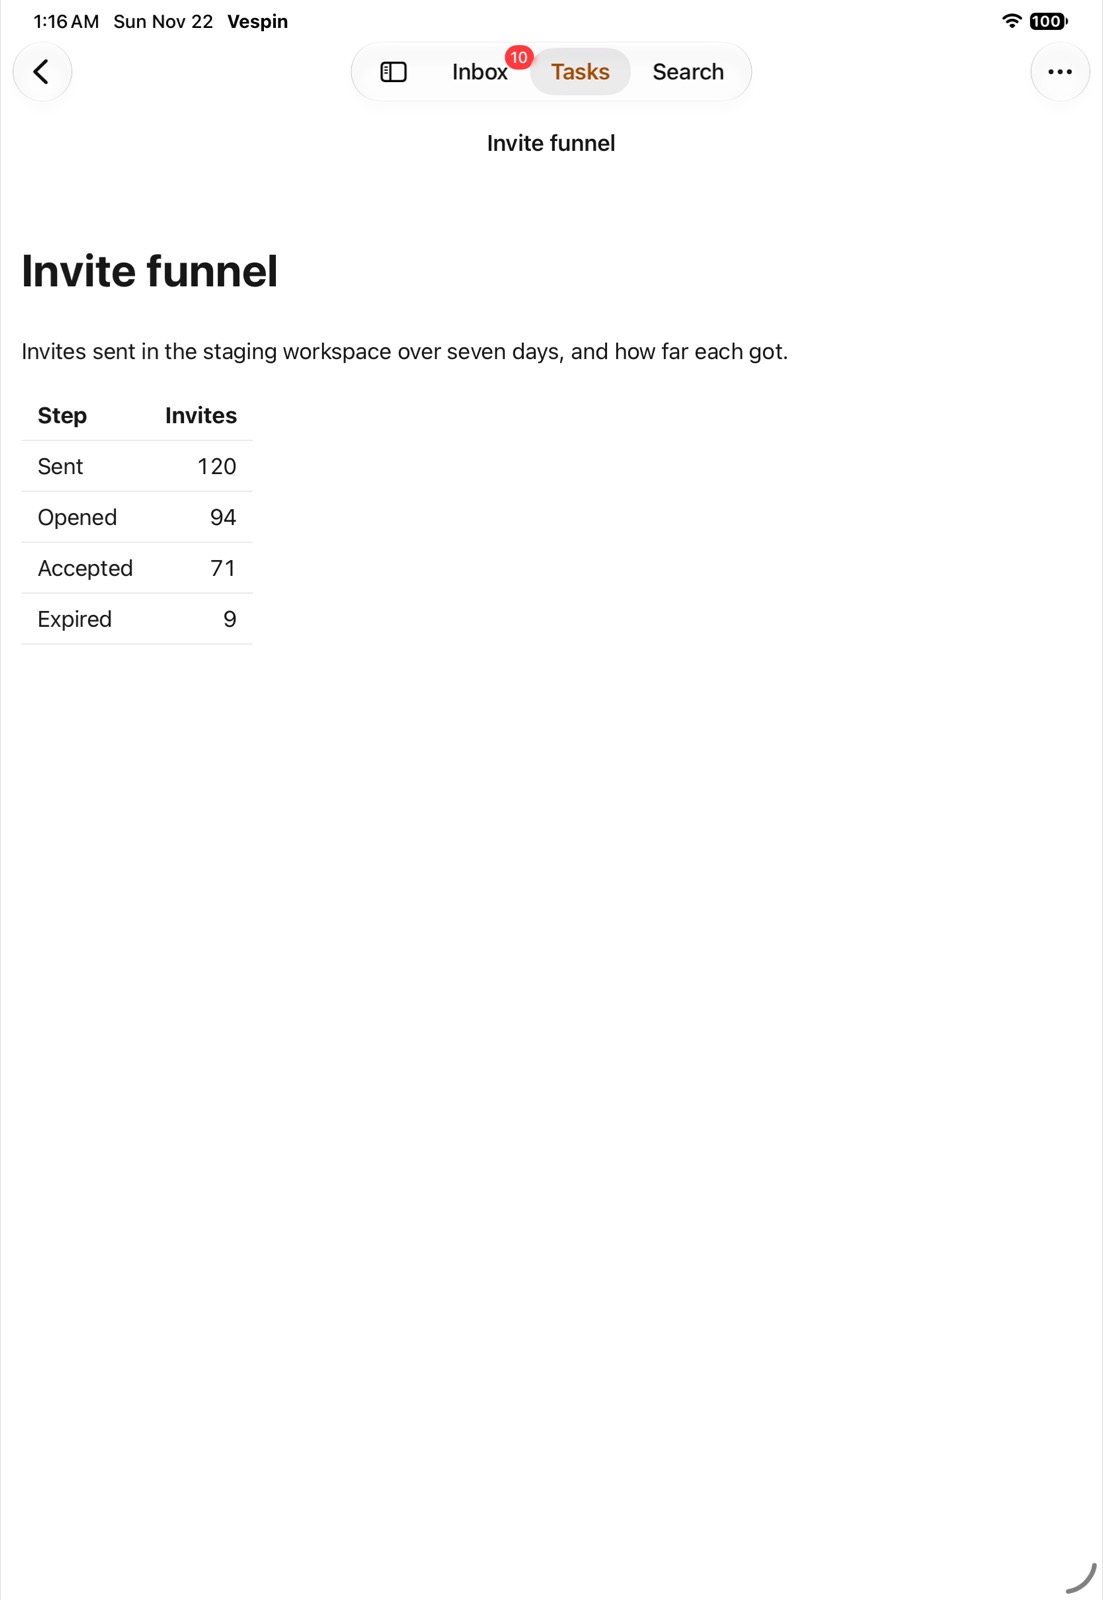 1:16 AM Sun Nov 22 Vespin
100
Inbox 10 Tasks Search
Invite funnel
Invite funnel
Invites sent in the staging workspace over seven days, and how far each got.
Step Invites
Sent 120
Opened 94
Accepted 71
Expired 9